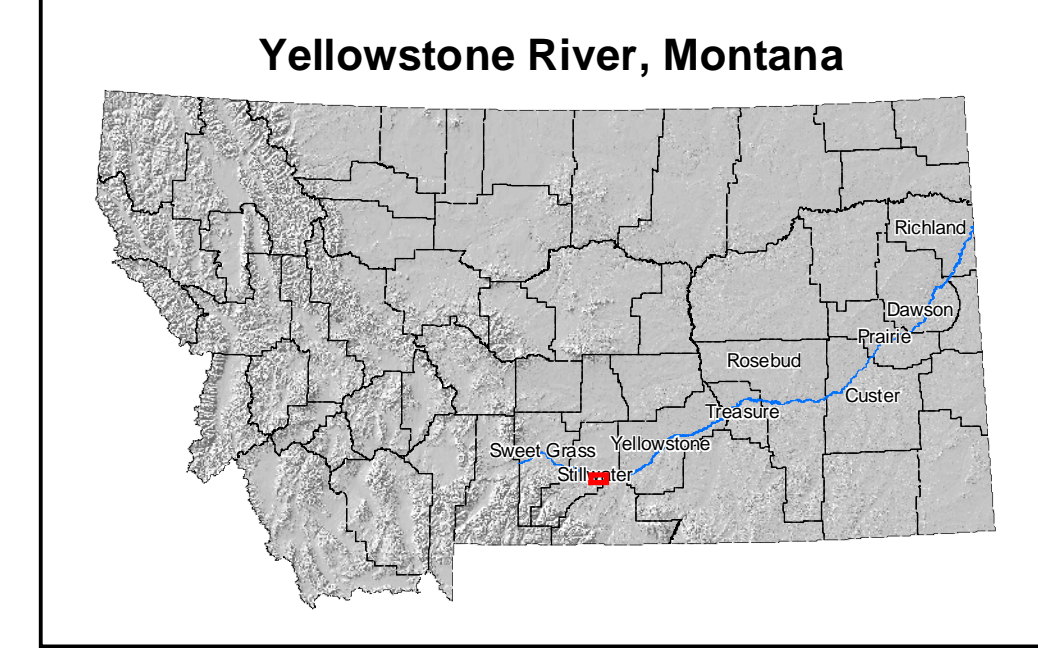 Yellowstone River, Montana
Richland
Dawson
Prairie
Rosebud
Custer
Treasure
Yellowstone
Sweet Grass
Stillwater